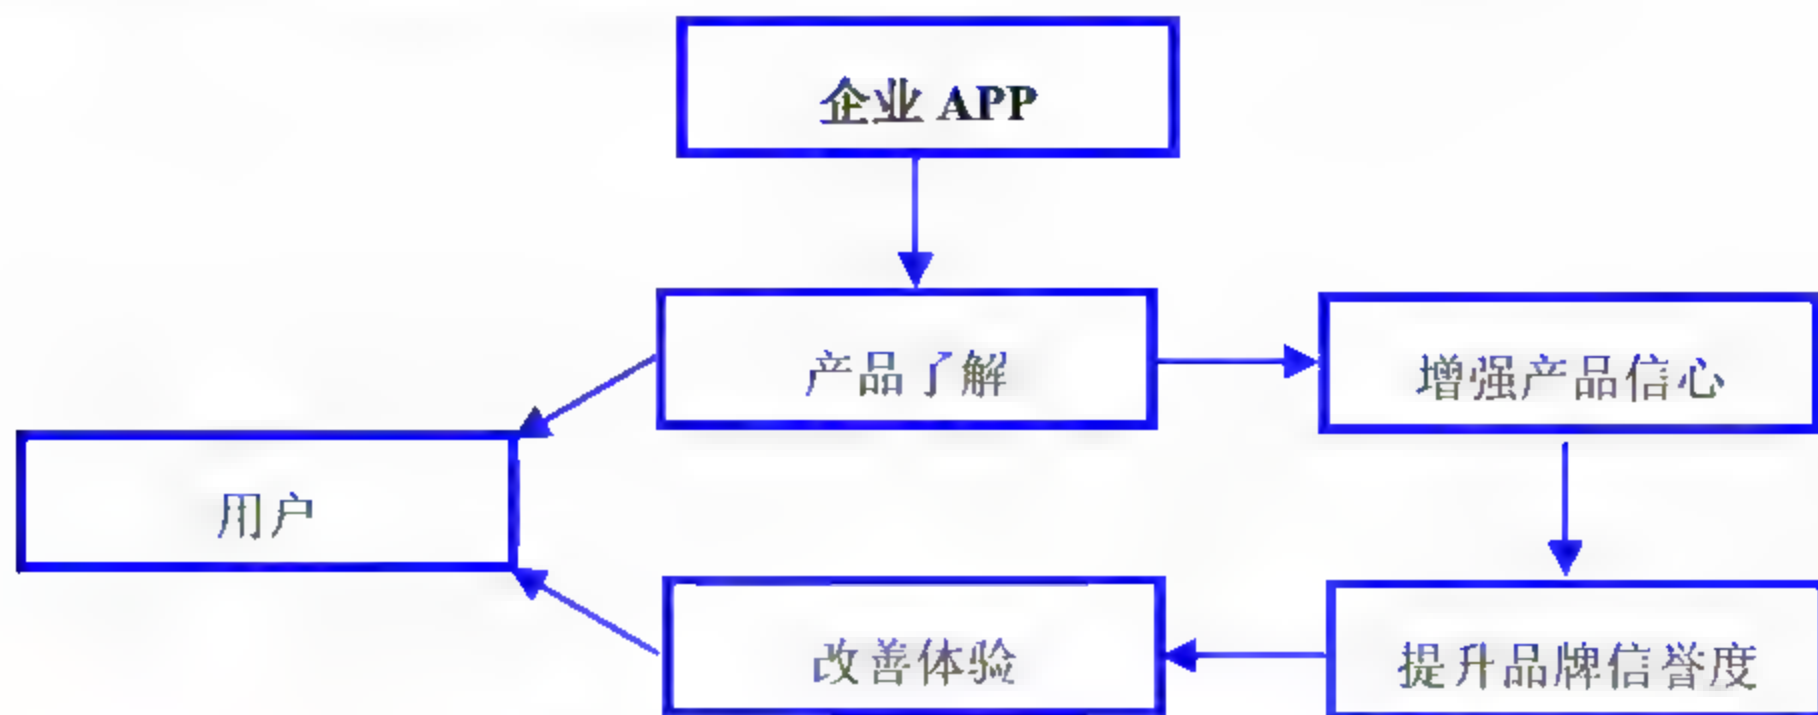 企业 APP
产品了解
增强产品信心
用户
改善体验
提升品牌信誉度